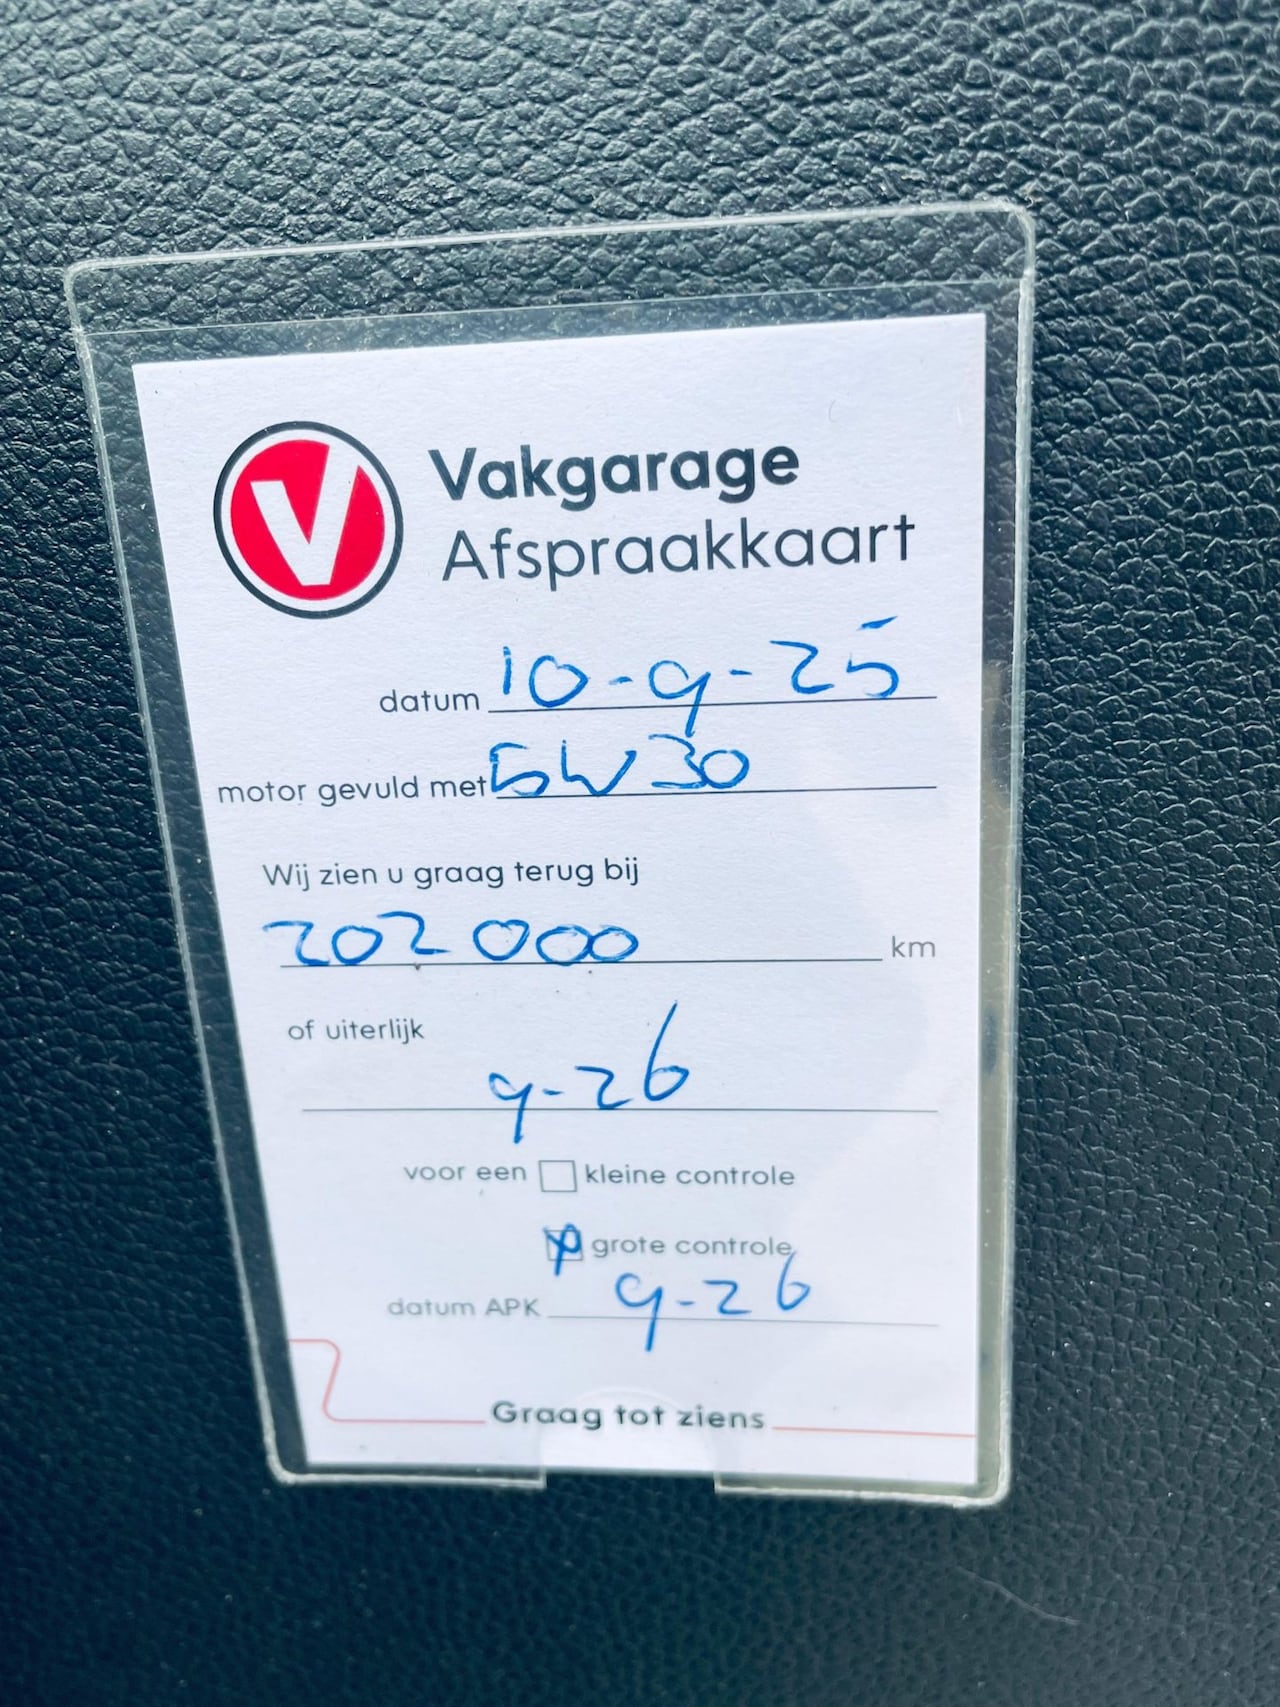 V
Vakgarage
Afspraakkaart
datum 10-9-25
motor gevuld met 5W30
Wij zien u graag terug bij
202000 km
of uiterlijk
9-26
voor een kleine controle
grote controle
datum APK 9-26
Graag tot ziens